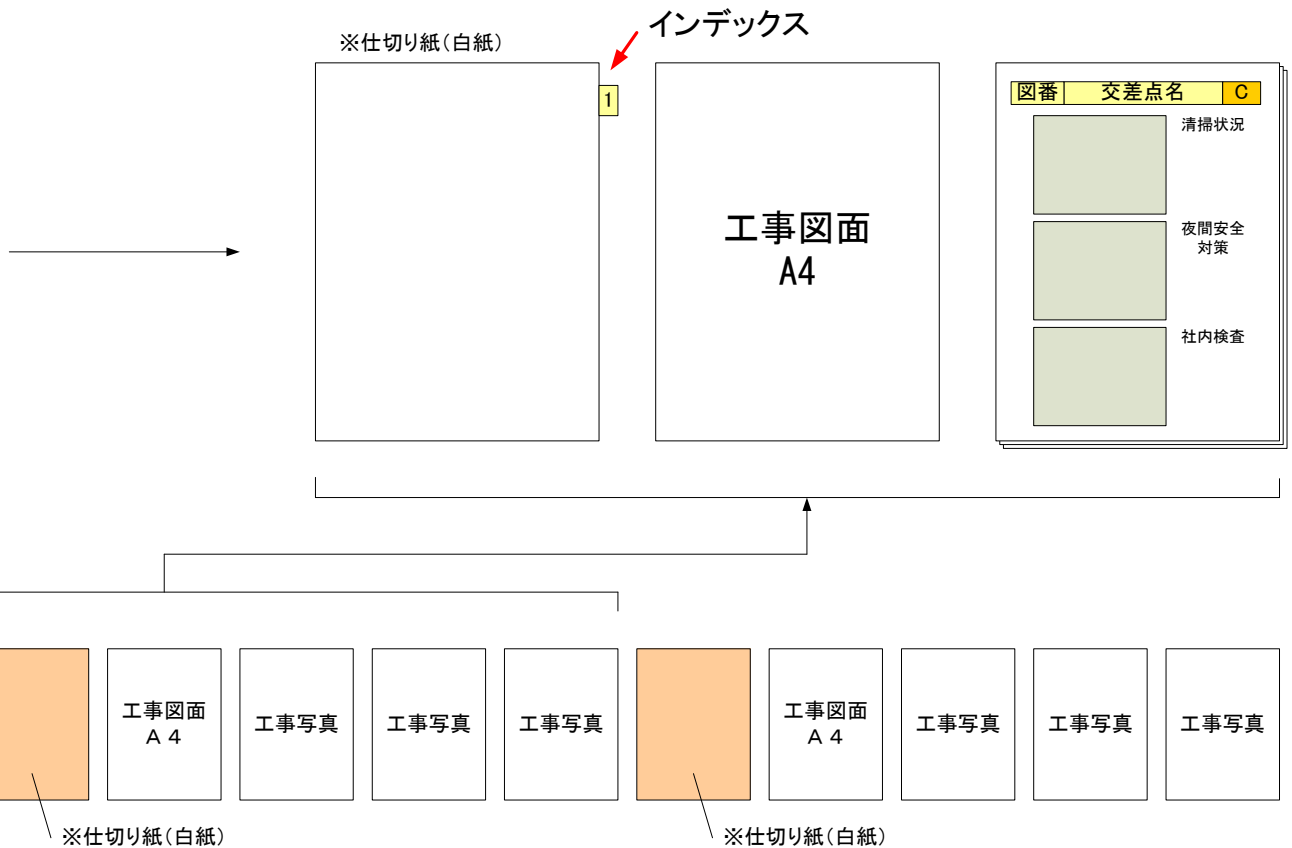 インデックス
※仕切り紙(白紙)
1
工事図面
A4
図番 交差点名 C
清掃状況
夜間安全
対策
社内検査
工事図面
A4
工事写真
工事写真
工事写真
工事図面
A4
工事写真
工事写真
工事写真
※仕切り紙(白紙)
※仕切り紙(白紙)